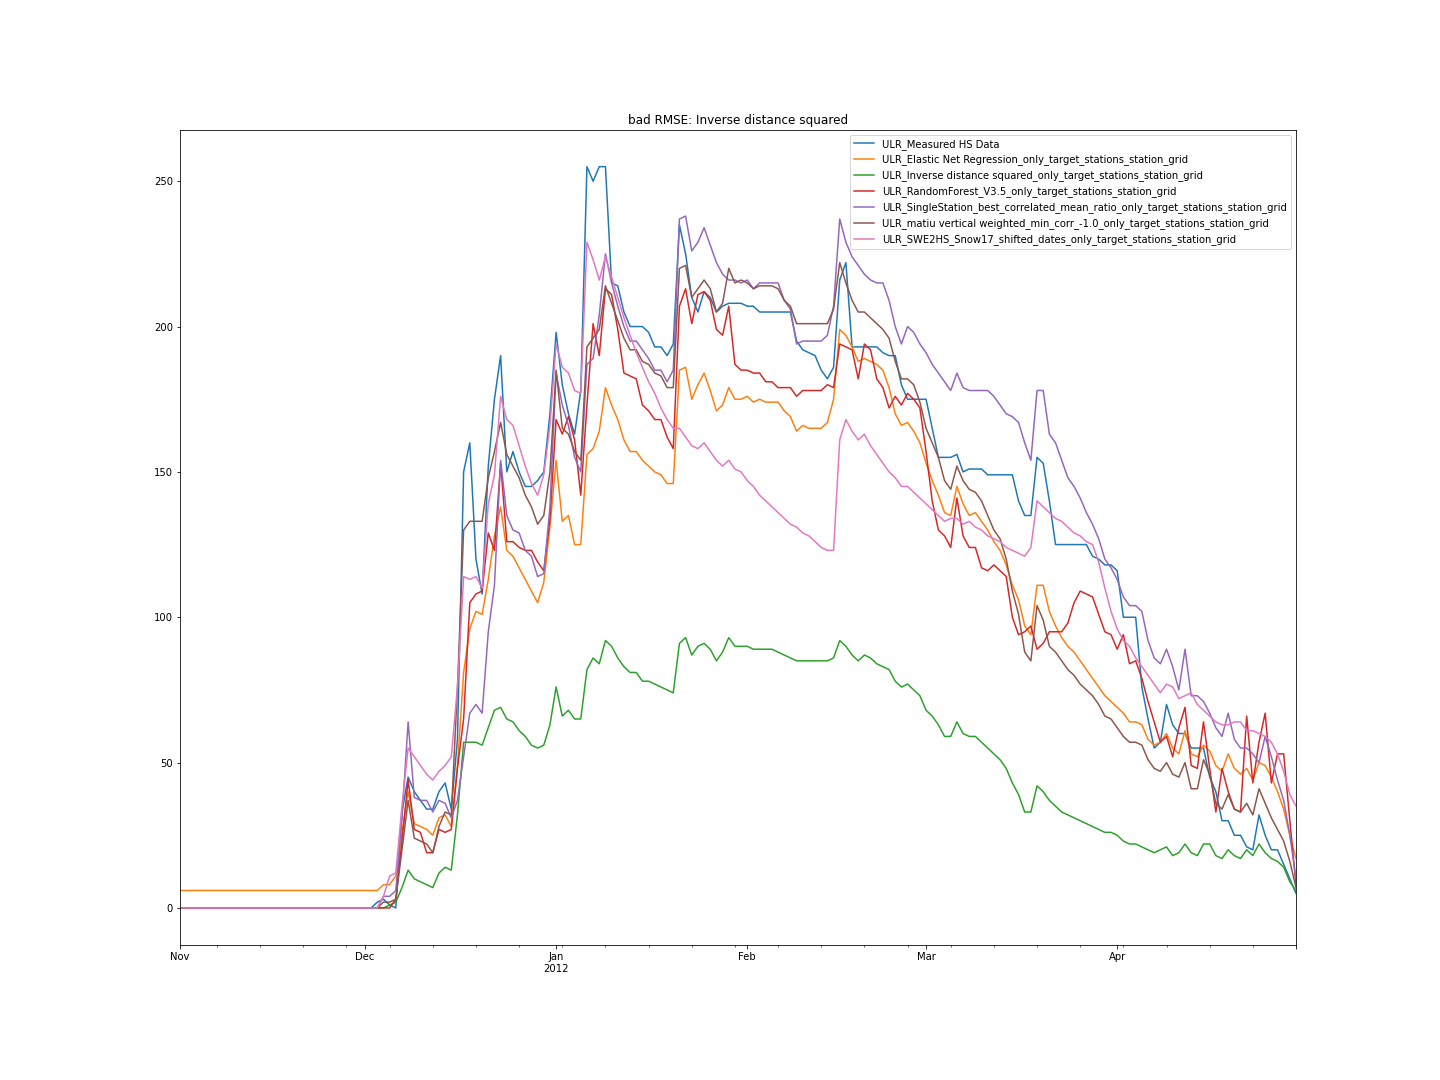 bad RMSE: Inverse distance squared
ULR_Measured HS Data
ULR_Elastic Net Regression_only_target_stations_station_grid
ULR_Inverse distance squared_only_target_stations_station_grid
ULR_RandomForest_V3.5_only_target_stations_station_grid
ULR_SingleStation_best_correlated_mean_ratio_only_target_stations_station_grid
ULR_matiu vertical weighted_min_corr_-1.0_only_target_stations_station_grid
ULR_SWE2HS_Snow17_shifted_dates_only_target_stations_station_grid
250
200
150
100
50
0
Nov Dec Jan Feb Mar Apr
2012